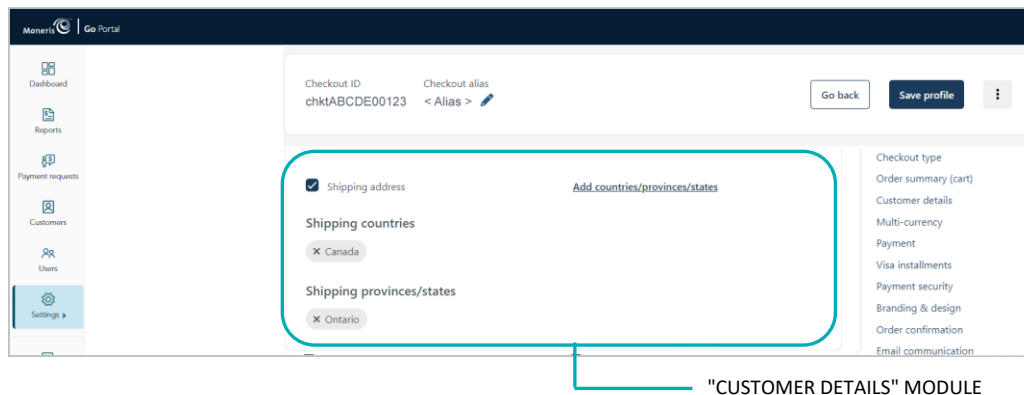 Moneris | Go Portal
Dashboard
Reports
Payment requests
Customers
Users
Settings
Checkout ID Checkout alias
chktABCDE00123 < Alias >
Go back
Save profile
Shipping address
Add countries/provinces/states
Shipping countries
× Canada
Shipping provinces/states
× Ontario
Checkout type
Order summary (cart)
Customer details
Multi-currency
Payment
Visa installments
Payment security
Branding & design
Order confirmation
Email communication
"CUSTOMER DETAILS" MODULE